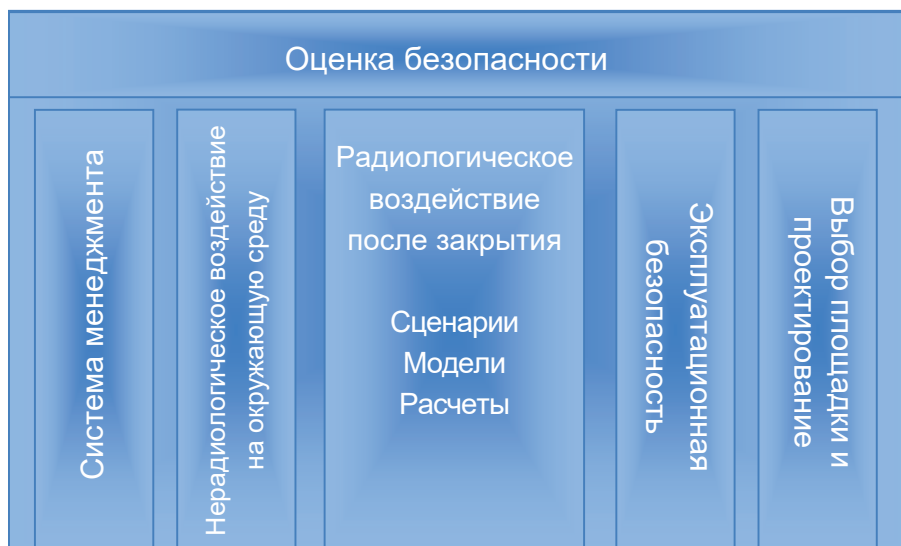 Оценка безопасности
Система менеджмента
Нерадиологическое воздействие
на окружающую среду
Радиологическое
воздействие
после закрытия
Сценарии
Модели
Расчеты
Эксплуатационная
безопасность
Выбор площадки и
проектирование